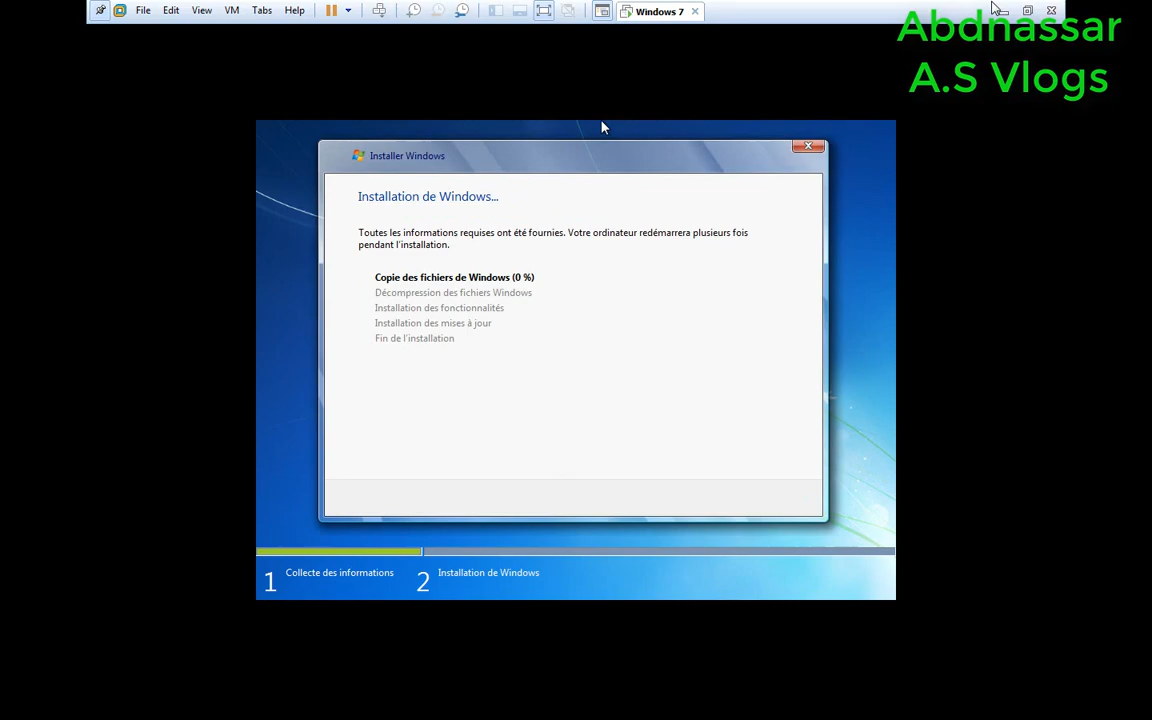 File Edit View VM Tabs Help Windows 7
Abdnassar
A.S Vlogs
Installer Windows
Installation de Windows...
Toutes les informations requises ont été fournies. Votre ordinateur redémarrera plusieurs fois
pendant l'installation.
Copie des fichiers de Windows (0 %)
Décompression des fichiers Windows
Installation des fonctionnalités
Installation des mises à jour
Fin de l'installation
1 Collecte des informations 2 Installation de Windows